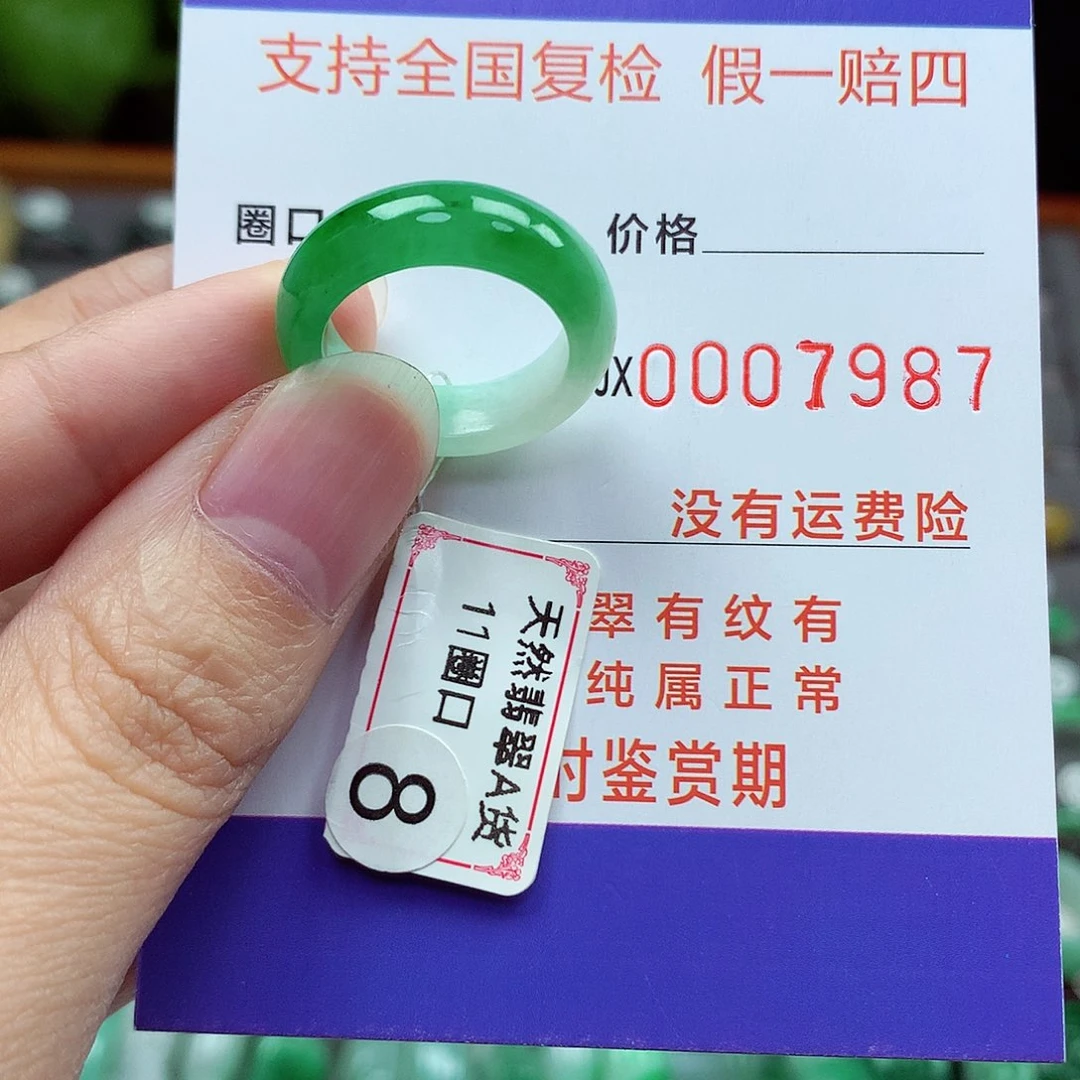 支持全国复检 假一赔四
圈口 价格
JX0007987
没有运费险
翠有纹有
纯属正常
时鉴赏期
天然翡翠A货
11圈口
8